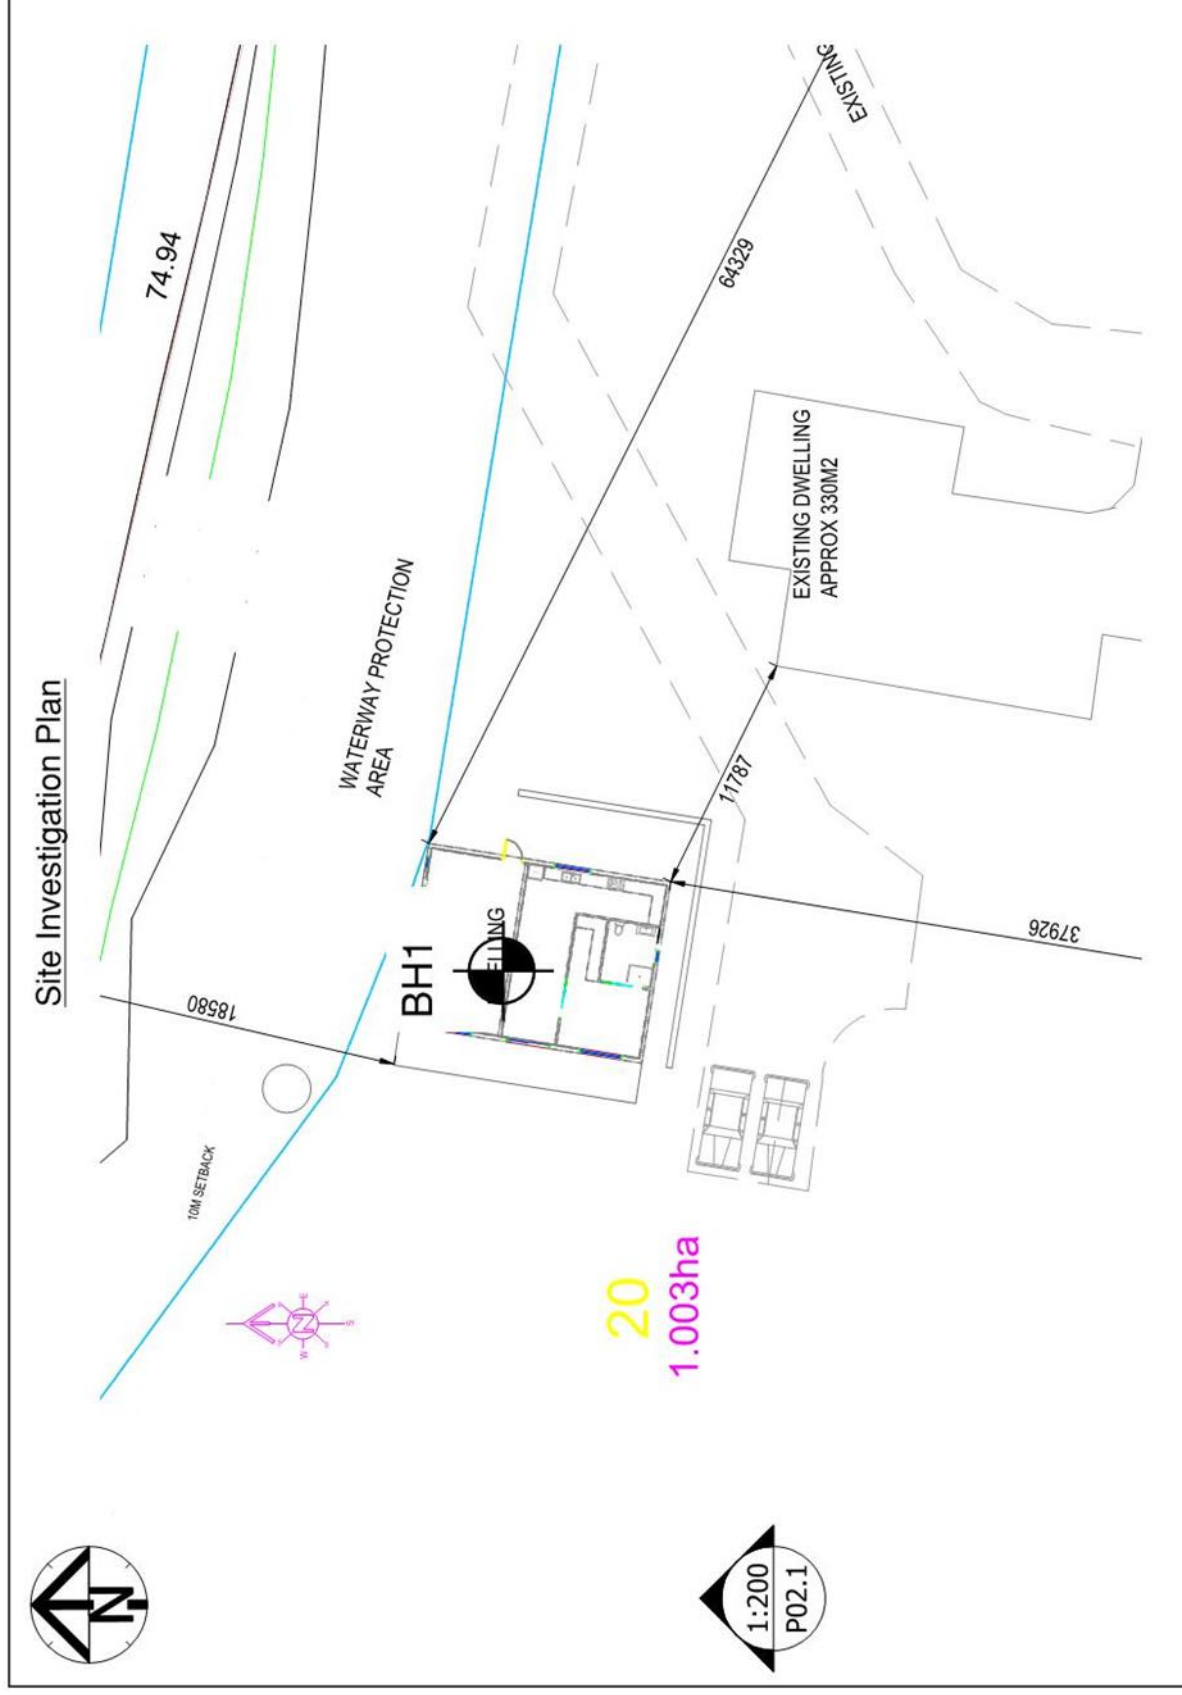 Site Investigation Plan
74.94
EXISTING
64329
WATERWAY PROTECTION
AREA
EXISTING DWELLING
APPROX 330M2
11787
18580
BH1
ELLING
37926
10M SETBACK
N
E
S
W
20
1.003ha
N
1:200
P02.1